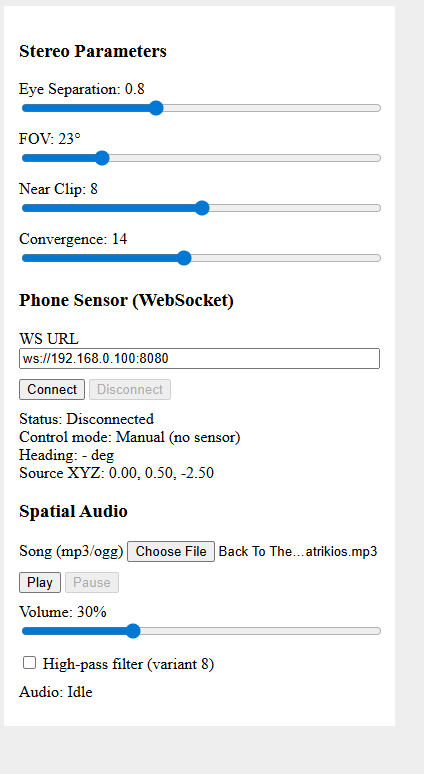 Stereo Parameters
Eye Separation: 0.8
FOV: 23°
Near Clip: 8
Convergence: 14
Phone Sensor (WebSocket)
WS URL
ws://192.168.0.100:8080
Connect Disconnect
Status: Disconnected
Control mode: Manual (no sensor)
Heading: - deg
Source XYZ: 0.00, 0.50, -2.50
Spatial Audio
Song (mp3/ogg) Choose File Back To The...atrikios.mp3
Play Pause
Volume: 30%
High-pass filter (variant 8)
Audio: Idle